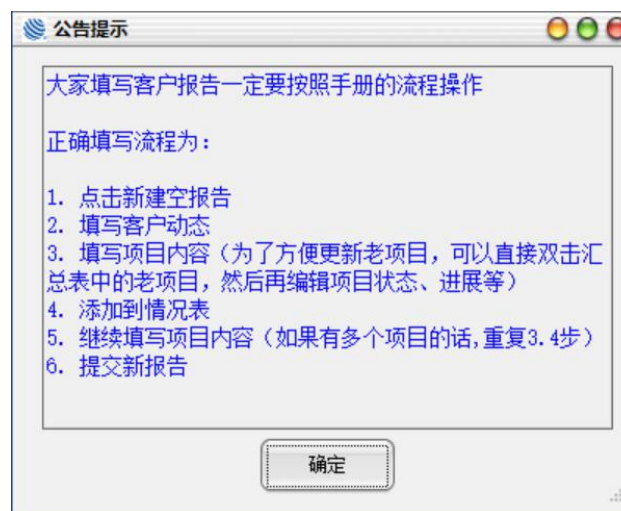 公告提示
大家填写客户报告一定要按照手册的流程操作
正确填写流程为：
1. 点击新建空报告
2. 填写客户动态
3. 填写项目内容（为了方便更新老项目，可以直接双击汇
总表中的老项目，然后再编辑项目状态、进展等）
4. 添加到情况表
5. 继续填写项目内容（如果有多个项目的话,重复3.4步）
6. 提交新报告
确定